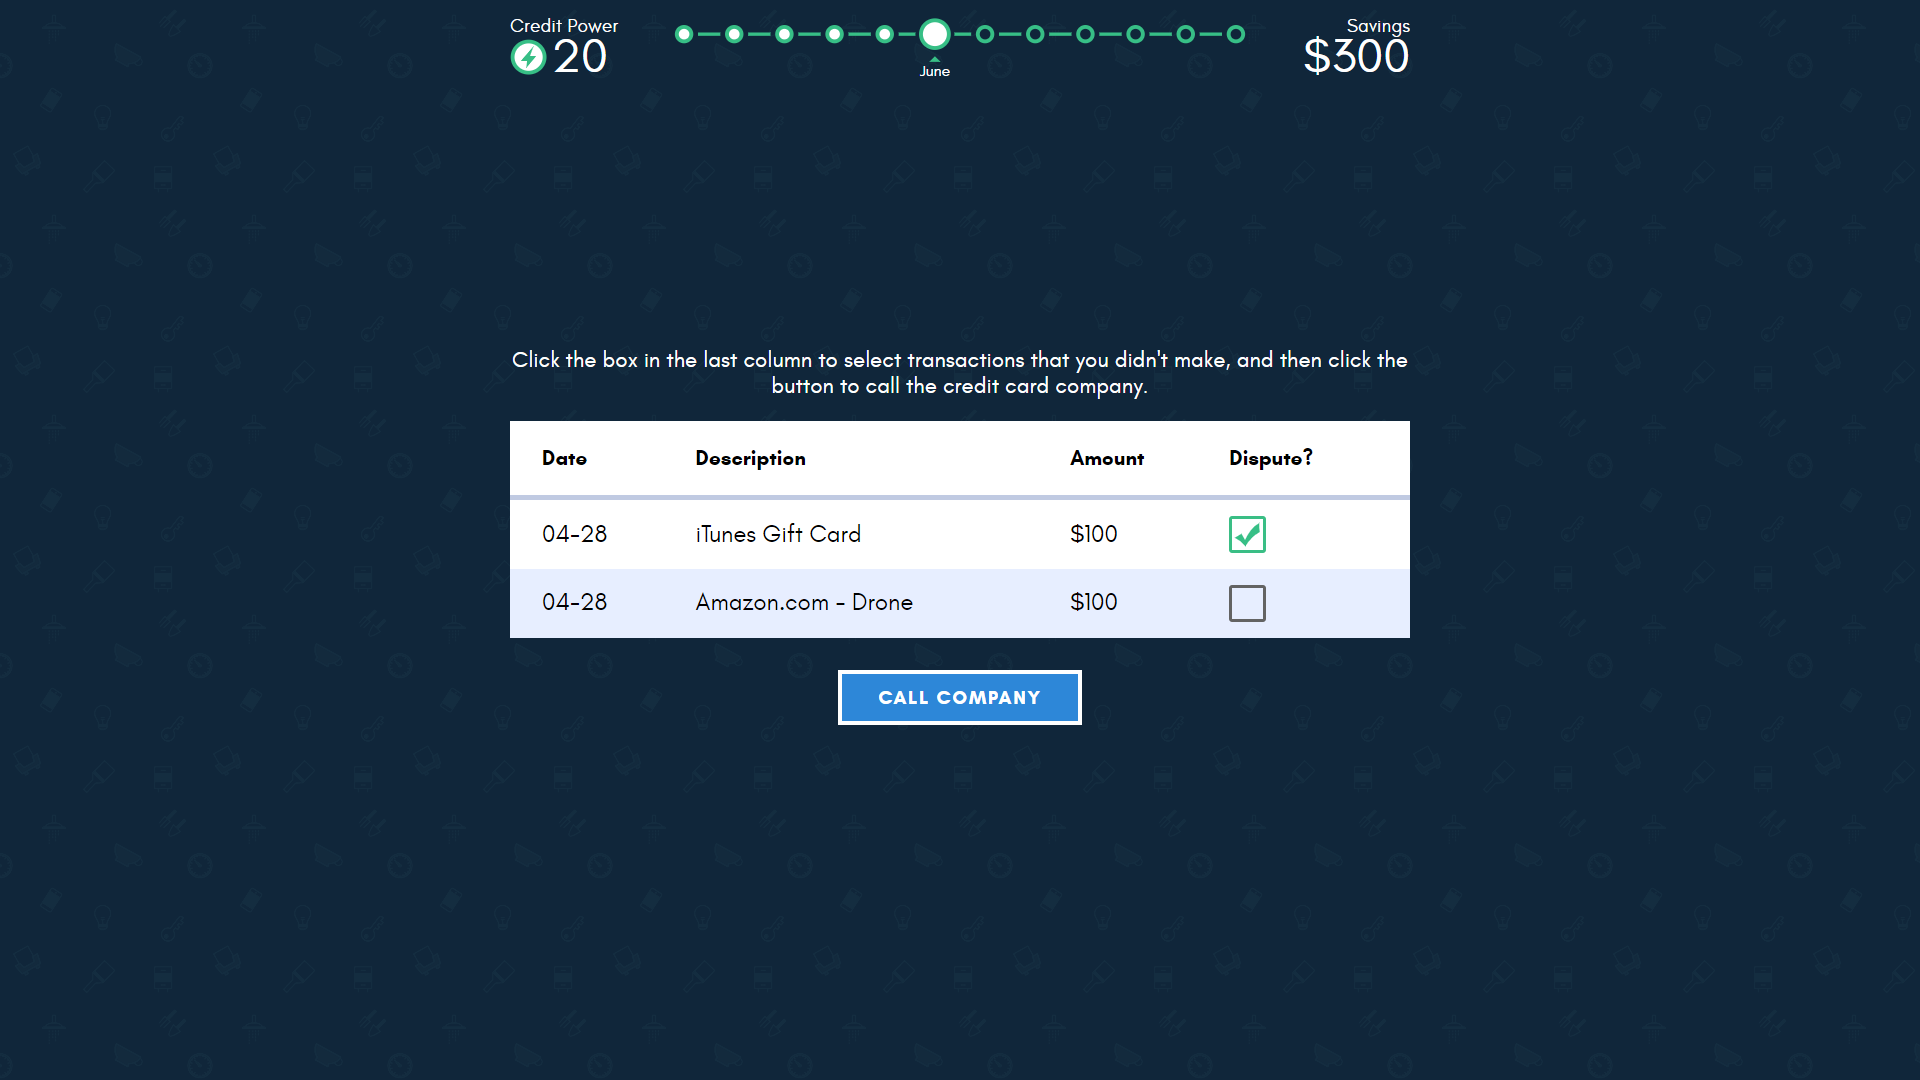 Credit Power
20
June
Savings
$300
Click the box in the last column to select transactions that you didn't make, and then click the
button to call the credit card company.
Date Description Amount Dispute?
04-28 iTunes Gift Card $100
04-28 Amazon.com - Drone $100
CALL COMPANY